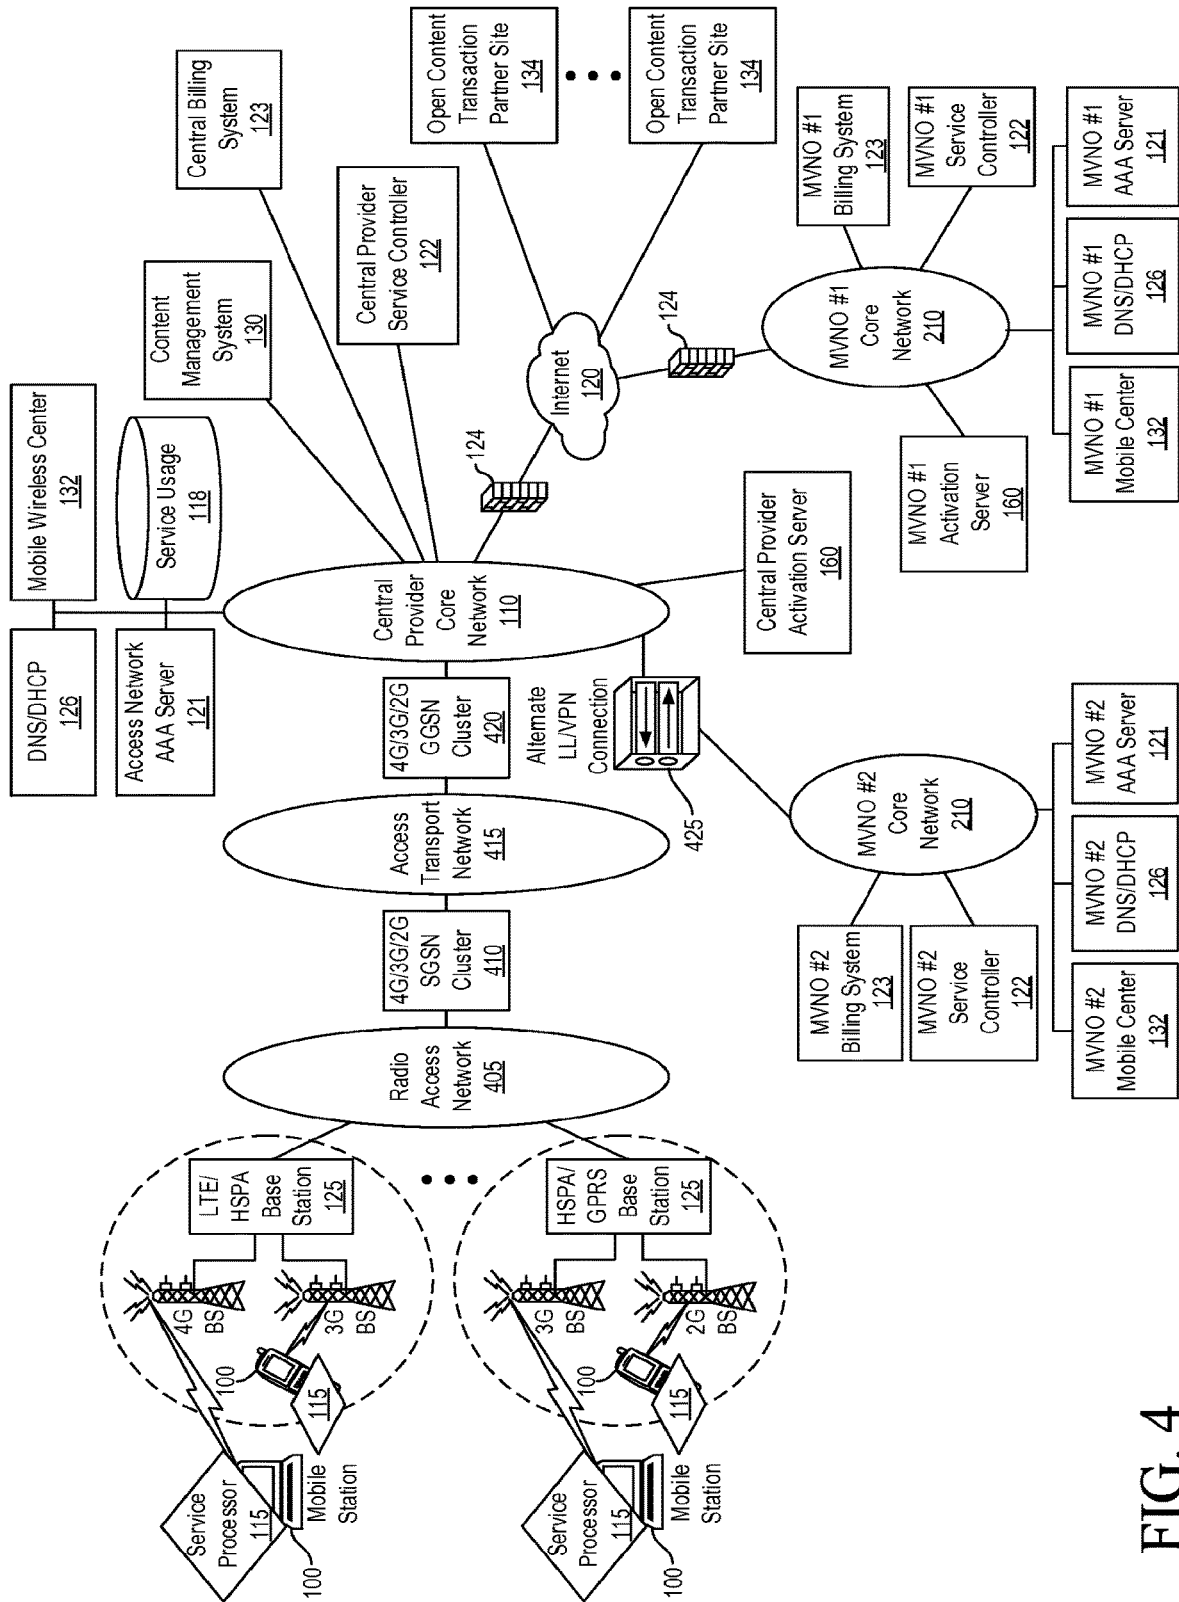 Service
Processor
115
100
Mobile
Station
100
115
4G
BS
3G
BS
LTE/
HSPA
Base
Station
125
Service
Processor
115
100
Mobile
Station
100
115
3G
BS
2G
BS
HSPA/
GPRS
Base
Station
125
Radio
Access
Network
405
4G/3G/2G
SGSN
Cluster
410
Access
Transport
Network
415
4G/3G/2G
GGSN
Cluster
420
Alternate
LL/VPN
Connection
425
Central
Provider
Core
Network
110
DNS/DHCP
126
Mobile Wireless Center
132
Access Network
AAA Server
121
Service Usage
118
Content
Management
System
130
Central Billing
System
123
Central Provider
Service Controller
122
124
Internet
120
Open Content
Transaction
Partner Site
134
Open Content
Transaction
Partner Site
134
124
Central Provider
Activation Server
160
MVNO #2
Core
Network
210
MVNO #2
Billing System
123
MVNO #2
Service
Controller
122
MVNO #2
Mobile Center
132
MVNO #2
DNS/DHCP
126
MVNO #2
AAA Server
121
MVNO #1
Core
Network
210
MVNO #1
Billing System
123
MVNO #1
Service
Controller
122
MVNO #1
Activation
Server
160
MVNO #1
Mobile Center
132
MVNO #1
DNS/DHCP
126
MVNO #1
AAA Server
121
FIG. 4